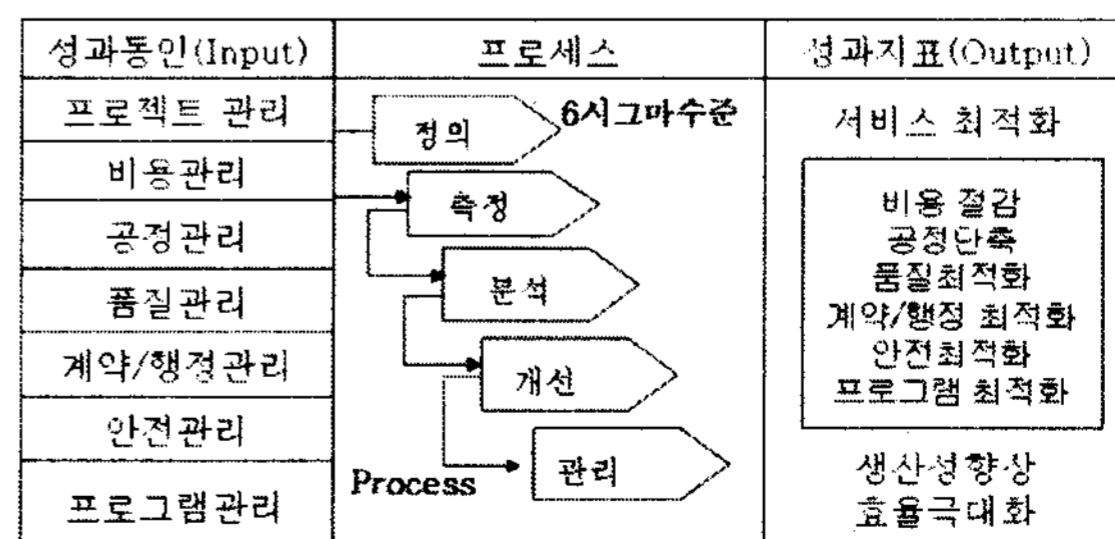 성과동인(Input)
프로세스
성과지표(Output)
프로젝트 관리
비용관리
공정관리
품질관리
계약/행정관리
안전관리
프로그램관리
6시그마수준
정의
측정
분석
개선
관리
Process
서비스 최적화
비용 절감
공정단축
품질최적화
계약/행정 최적화
안전최적화
프로그램 최적화
생산성향상
효율극대화